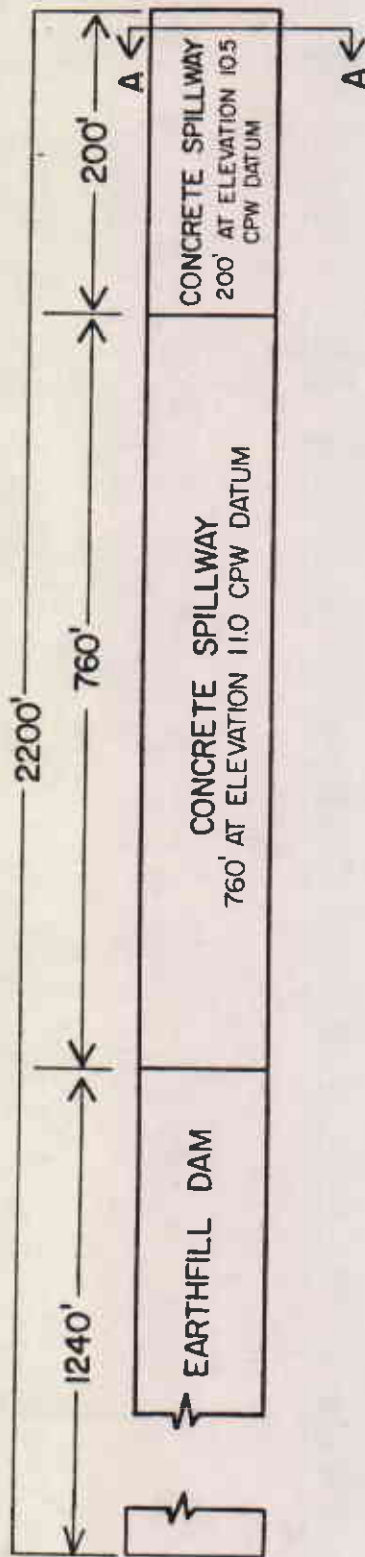 2200'
1240'
760'
200'
EARTHFILL DAM
CONCRETE SPILLWAY
760' AT ELEVATION 11.0 CPW DATUM
CONCRETE SPILLWAY
200' AT ELEVATION 10.5
CPW DATUM
A
A